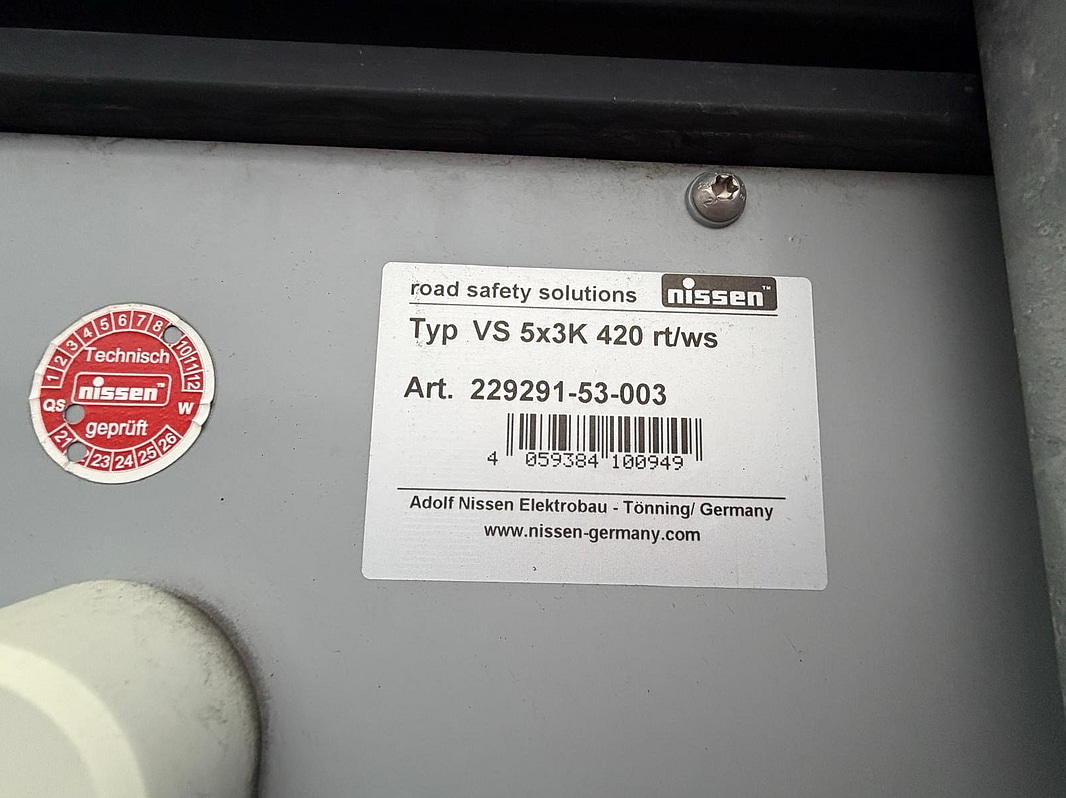 road safety solutions nissen™
Typ VS 5x3K 420 rt/ws
Art. 229291-53-003
4 059384 100949
Adolf Nissen Elektrobau - Tönning/ Germany
www.nissen-germany.com
1 2 3 4 5 6 7 8 10 11 12
Technisch
nissen™
QS W
geprüft
21 23 24 25 26